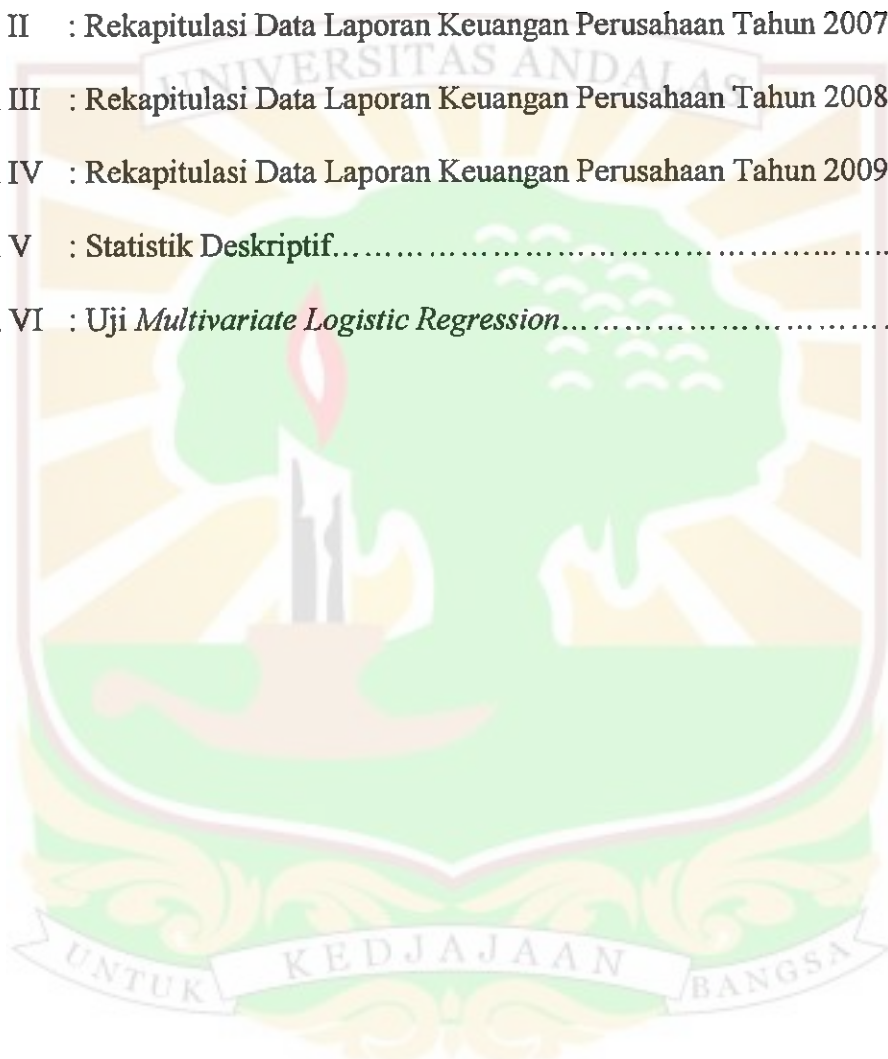 II : Rekapitulasi Data Laporan Keuangan Perusahaan Tahun 2007
UNIVERSITAS ANDALAS
III : Rekapitulasi Data Laporan Keuangan Perusahaan Tahun 2008
IV : Rekapitulasi Data Laporan Keuangan Perusahaan Tahun 2009
V : Statistik Deskriptif...............................................................
VI : Uji Multivariate Logistic Regression......................................
UNTUK KEDJAJAAN BANGSA